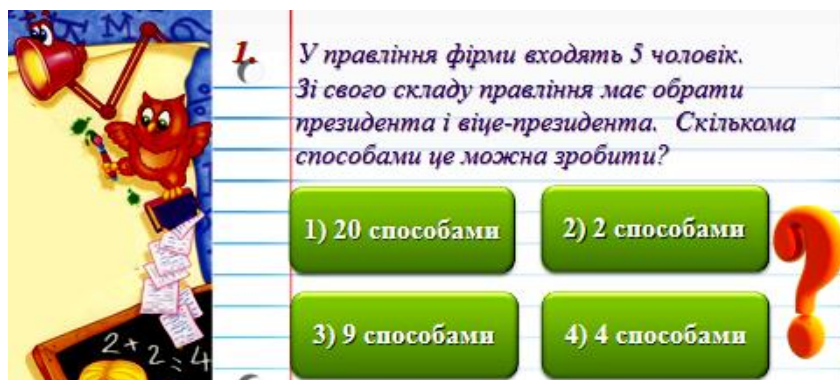 1.
У правління фірми входять 5 чоловік.
Зі свого складу правління має обрати
президента і віце-президента. Скількома
способами це можна зробити?
1) 20 способами
2) 2 способами
3) 9 способами
4) 4 способами
2+2=4